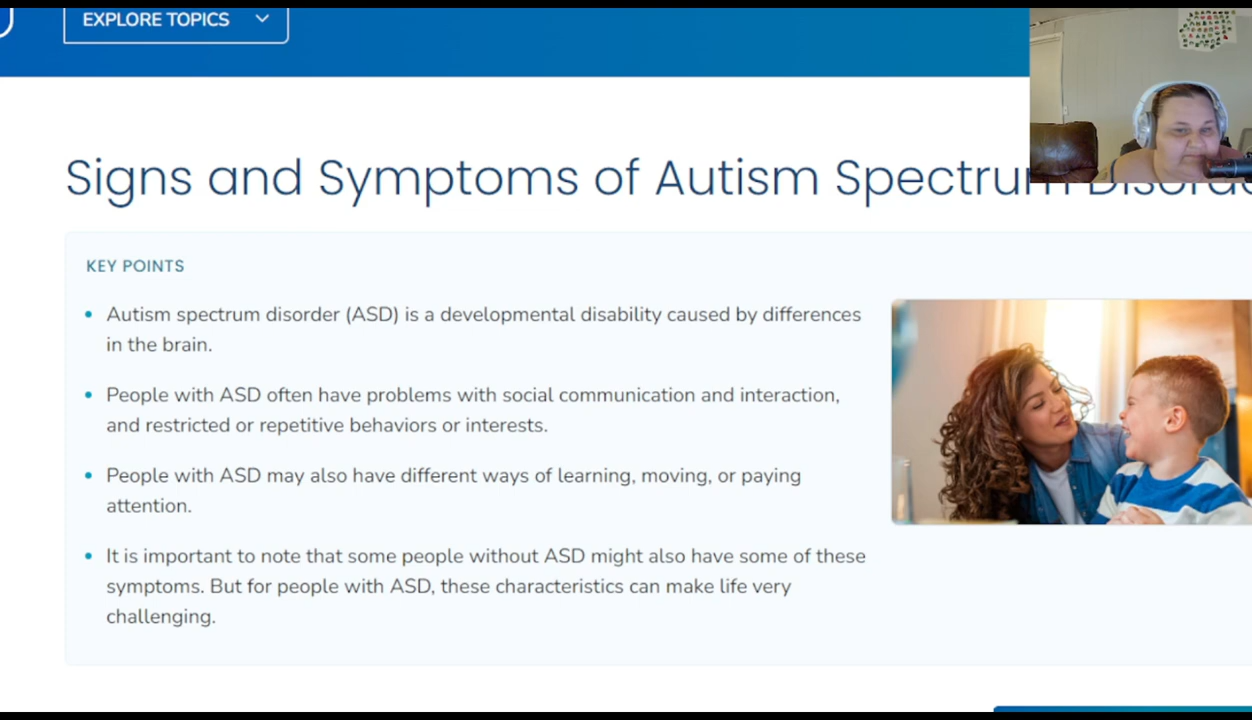 EXPLORE TOPICS
Signs and Symptoms of Autism Spectrum
KEY POINTS
Autism spectrum disorder (ASD) is a developmental disability caused by differences
in the brain.
People with ASD often have problems with social communication and interaction,
and restricted or repetitive behaviors or interests.
People with ASD may also have different ways of learning, moving, or paying
attention.
It is important to note that some people without ASD might also have some of these
symptoms. But for people with ASD, these characteristics can make life very
challenging.